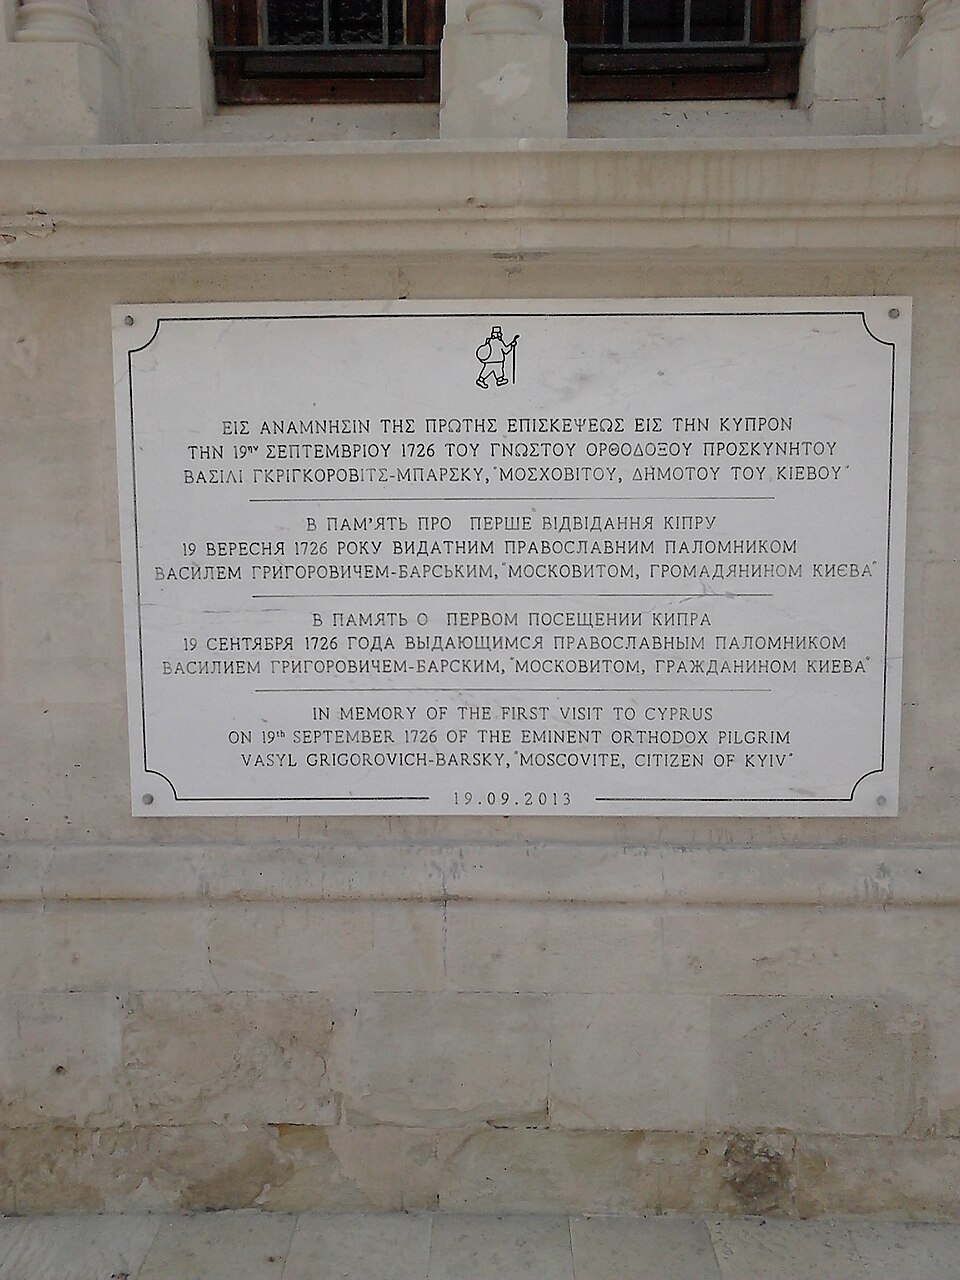 ΕΙΣ ΑΝΑΜΝΗΣΙΝ ΤΗΣ ΠΡΩΤΗΣ ΕΠΙΣΚΕΨΕΩΣ ΕΙΣ ΤΗΝ ΚΥΠΡΟΝ
ΤΗΝ 19ην ΣΕΠΤΕΜΒΡΙΟΥ 1726 ΤΟΥ ΓΝΩΣΤΟΥ ΟΡΘΟΔΟΞΟΥ ΠΡΟΣΚΥΝΗΤΟΥ
ΒΑΣΙΛΙ ΓΚΡΙΓΚΟΡΟΒΙΤΣ-ΜΠΑΡΣΚΥ, "ΜΟΣΧΟΒΙΤΟΥ, ΔΗΜΟΤΟΥ ΤΟΥ ΚΙΕΒΟΥ"
В ПАМ'ЯТЬ ПРО ПЕРШЕ ВІДВІДАННЯ КІПРУ
19 ВЕРЕСНЯ 1726 РОКУ ВИДАТНИМ ПРАВОСЛАВНИМ ПАЛОМНИКОМ
ВАСИЛЕМ ГРИГОРОВИЧЕМ-БАРСЬКИМ, "МОСКОВИТОМ, ГРОМАДЯНИНОМ КИЄВА"
В ПАМЯТЬ О ПЕРВОМ ПОСЕЩЕНИИ КИПРА
19 СЕНТЯБРЯ 1726 ГОДА ВЫДАЮЩИМСЯ ПРАВОСЛАВНЫМ ПАЛОМНИКОМ
ВАСИЛИЕМ ГРИГОРОВИЧЕМ-БАРСКИМ, "МОСКОВИТОМ, ГРАЖДАНИНОМ КИЕВА"
IN MEMORY OF THE FIRST VISIT TO CYPRUS
ON 19th SEPTEMBER 1726 OF THE EMINENT ORTHODOX PILGRIM
VASYL GRIGOROVICH-BARSKY, "MOSCOVITE, CITIZEN OF KYIV"
19.09.2013